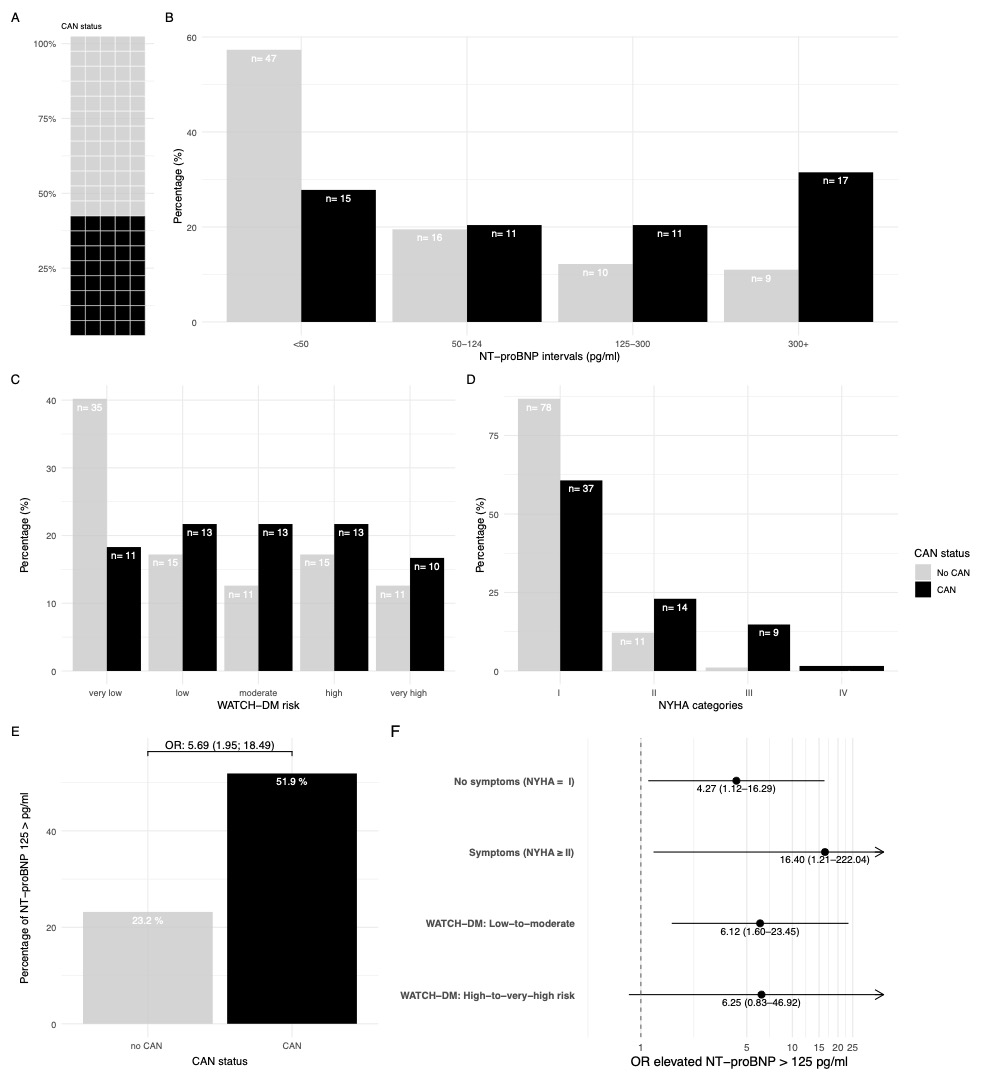 A
CAN status
100%
75%
50%
25%
B
Percentage (%)
60
40
20
0
n= 47
n= 15
n= 16
n= 11
n= 10
n= 11
n= 9
n= 17
<50
50−124
125−300
300+
NT−proBNP intervals (pg/ml)
C
Percentage (%)
40
30
20
10
0
n= 35
n= 11
n= 15
n= 13
n= 11
n= 13
n= 15
n= 13
n= 11
n= 10
very low
low
moderate
high
very high
WATCH−DM risk
D
Percentage (%)
75
50
25
0
n= 78
n= 37
n= 11
n= 14
n= 9
I
II
III
IV
NYHA categories
CAN status
No CAN
CAN
E
Percentage of NT−proBNP 125 > pg/ml
40
20
0
OR: 5.69 (1.95; 18.49)
23.2 %
51.9 %
no CAN
CAN
CAN status
F
No symptoms (NYHA = I)
4.27 (1.12−16.29)
Symptoms (NYHA ≥ II)
16.40 (1.21−222.04)
WATCH−DM: Low−to−moderate
6.12 (1.60−23.45)
WATCH−DM: High−to−very−high risk
6.25 (0.83−46.92)
1
5
10
15
20
25
OR elevated NT−proBNP > 125 pg/ml